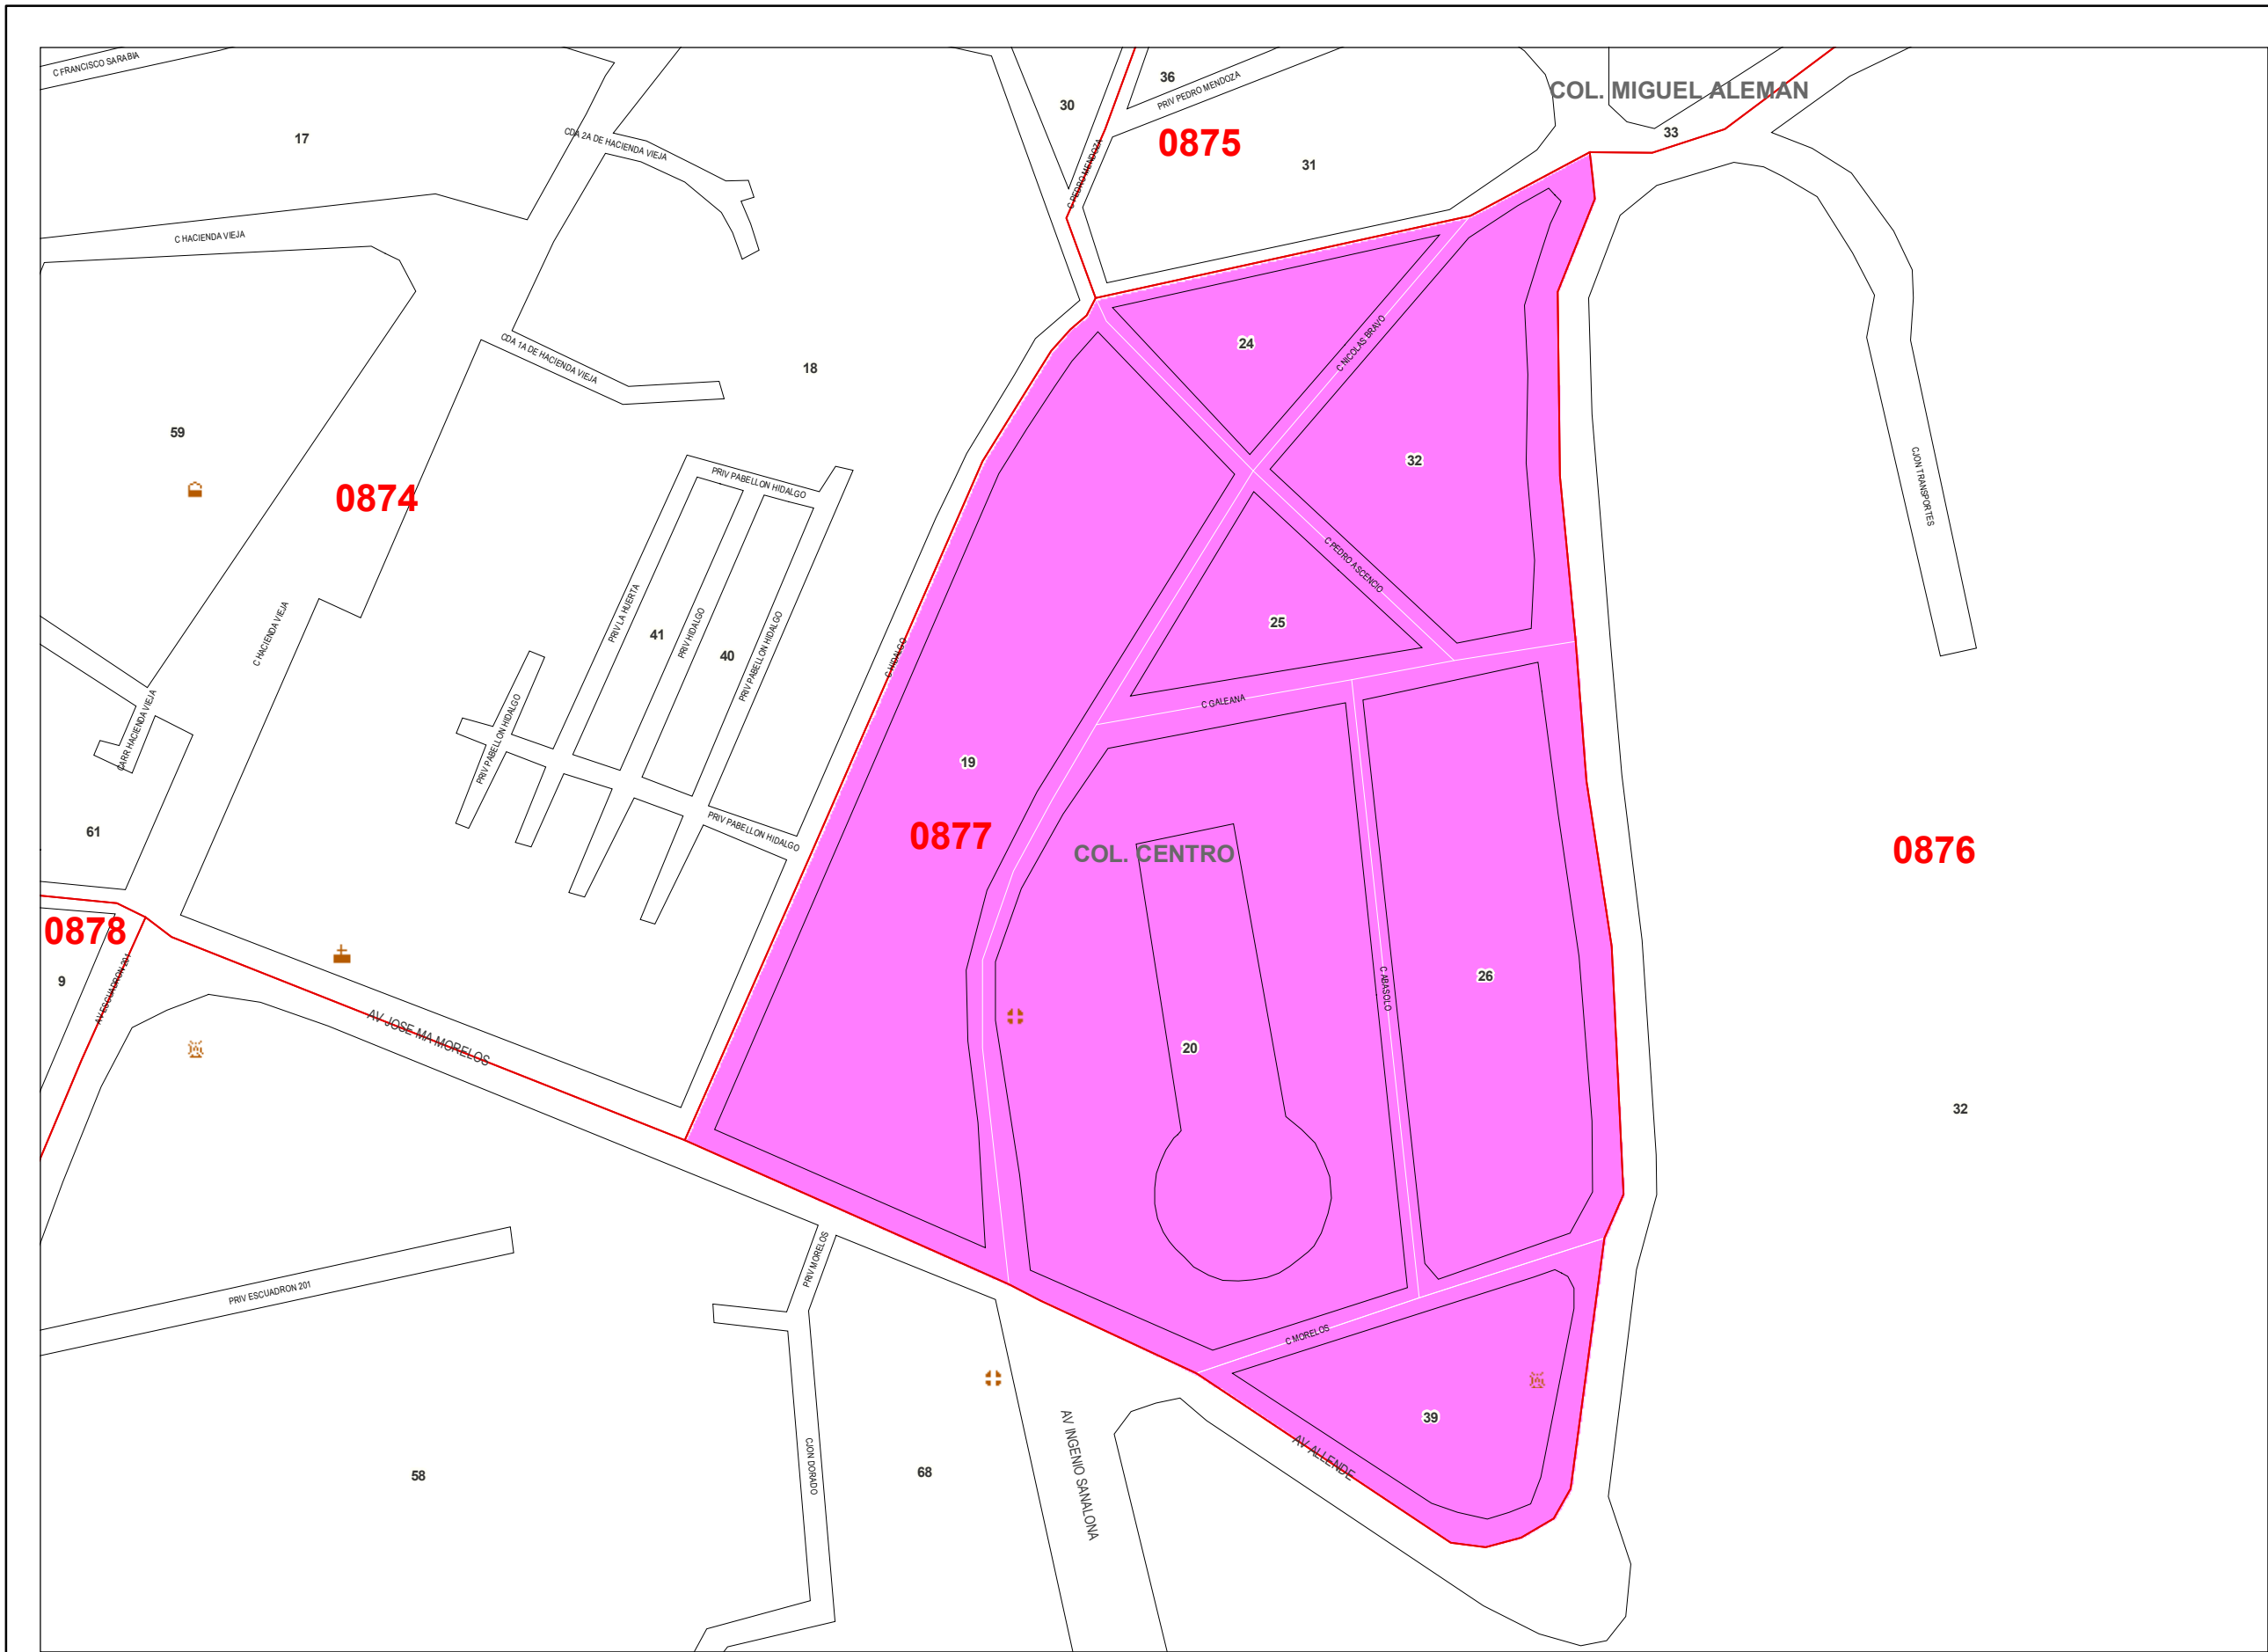 C FRANCISCO SARABIA
36
PRIV PEDRO MENDOZA
COL. MIGUEL ALEMAN
30
17
CDA 2A DE HACIENDA VIEJA
0875
33
31
C PEDRO MENDOZA
C HACIENDA VIEJA
CDA 1A DE HACIENDA VIEJA
18
24
C NICOLAS BRAVO
59
0874
PRIV PABELLON HIDALGO
32
CJON TRANSPORTES
C PEDRO ASCENCIO
C HACIENDA VIEJA
PRIV LA HUERTA
41
PRIV HIDALGO
40
PRIV PABELLON HIDALGO
C HIDALGO
25
C GALEANA
CARR HACIENDA VIEJA
PRIV PABELLON HIDALGO
19
61
PRIV PABELLON HIDALGO
0877
COL. CENTRO
0876
0878
9
AV ESCUADRON 201
C ABASOLO
26
AV JOSE MA MORELOS
20
32
PRIV ESCUADRON 201
PRIV MORELOS
C MORELOS
39
AV ALLENDE
58
CJON DORADO
68
AV INGENIO SANALONA